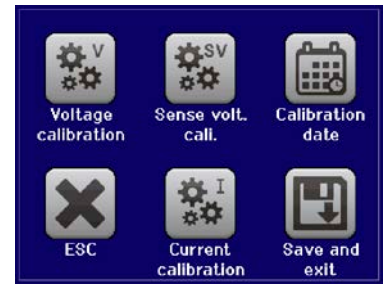 V
SV
Voltage
calibration
Sense volt.
cali.
Calibration
date
I
ESC
Current
calibration
Save and
exit